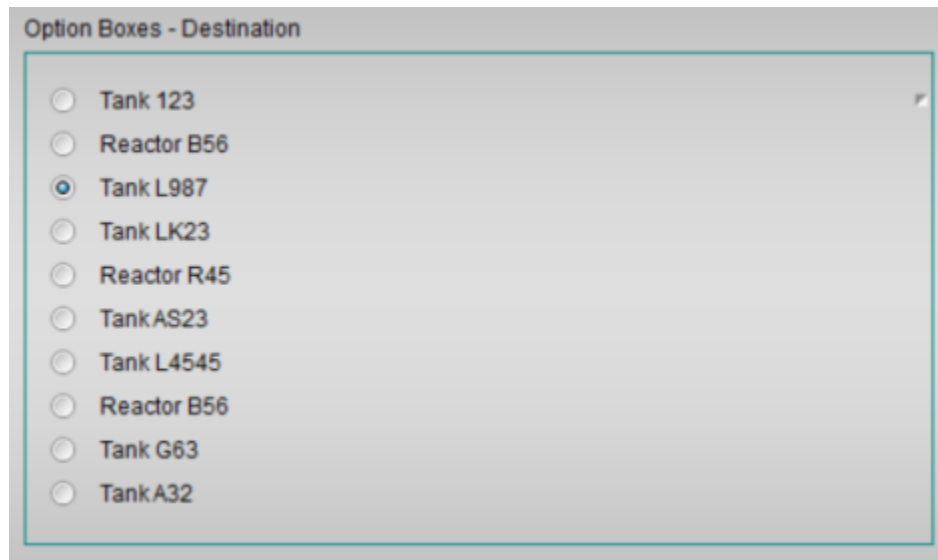 Option Boxes - Destination
Tank 123
Reactor B56
Tank L987
Tank LK23
Reactor R45
Tank AS23
Tank L4545
Reactor B56
Tank G63
Tank A32